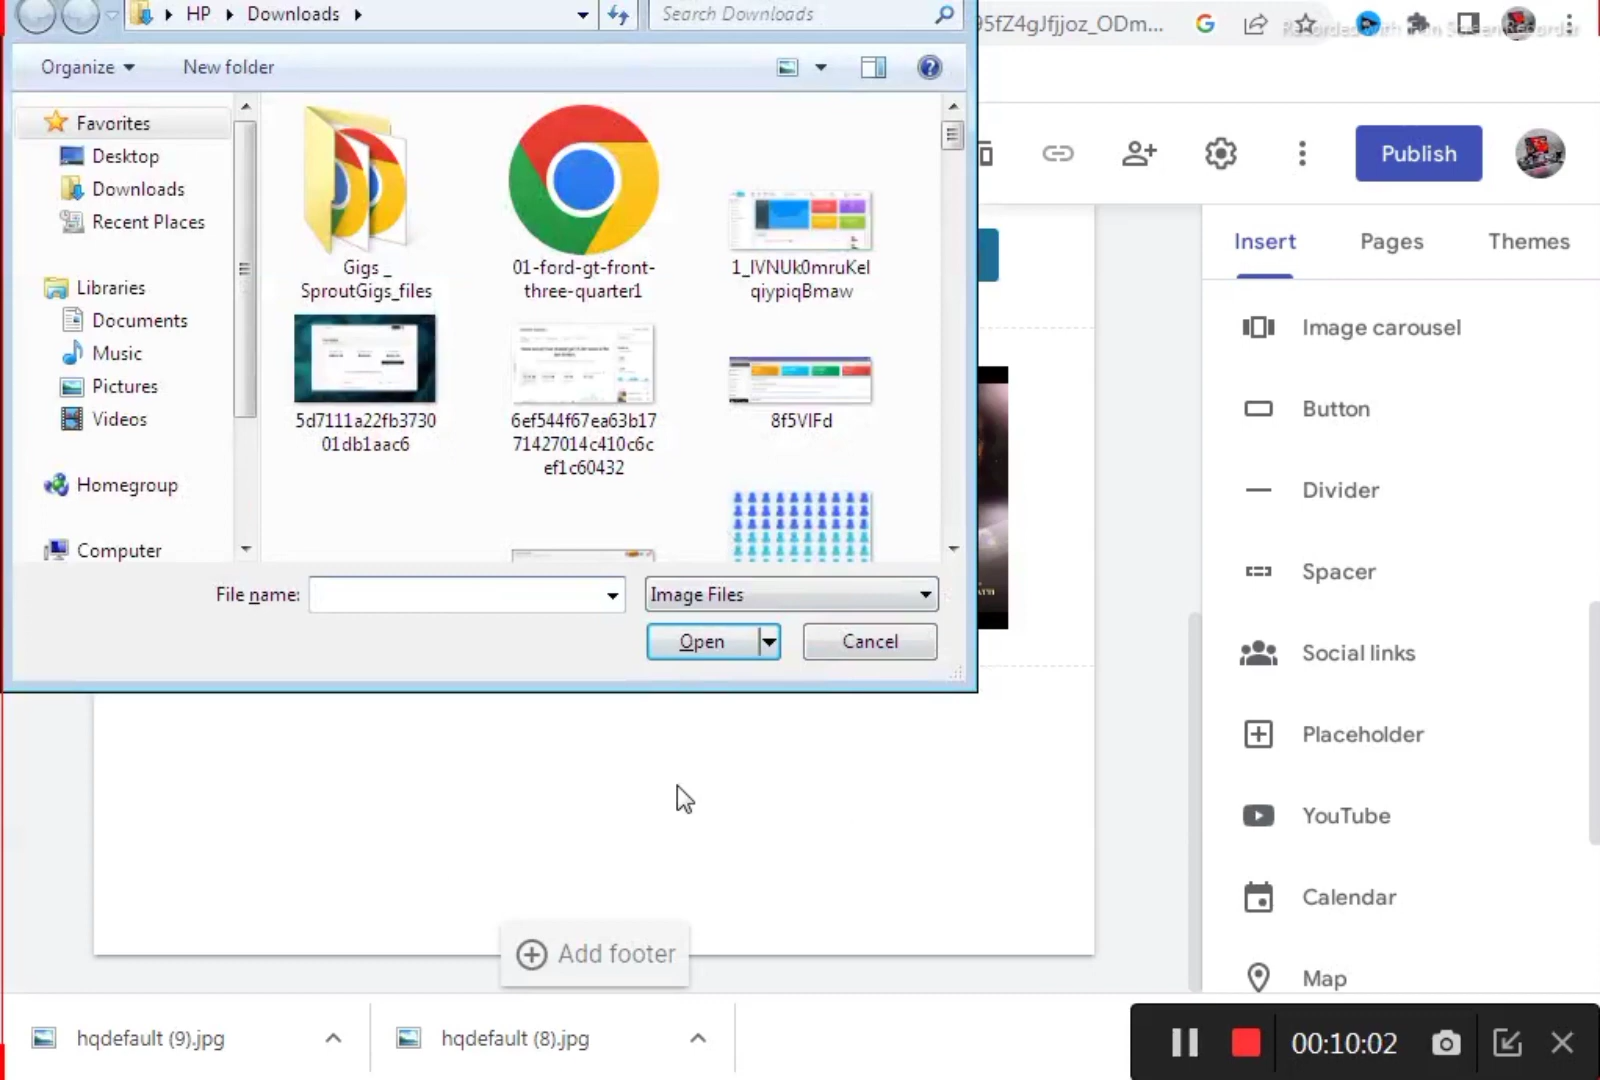 HP
Downloads
Search Downloads
95fZ4gJfjjoz_ODm...
Organize
New folder
Favorites
Desktop
Downloads
Recent Places
Libraries
Documents
Music
Pictures
Videos
Homegroup
Computer
Gigs _
SproutGigs_files
01-ford-gt-front-
three-quarter1
1_IVNUk0mruKel
qiypiqBmaw
5d7111a22fb3730
01db1aac6
6ef544f67ea63b17
71427014c410c6c
ef1c60432
8f5VIFd
File name:
Image Files
Open
Cancel
Publish
Insert
Pages
Themes
Image carousel
Button
Divider
Spacer
Social links
Placeholder
YouTube
Calendar
Map
Add footer
hqdefault (9).jpg
hqdefault (8).jpg
00:10:02